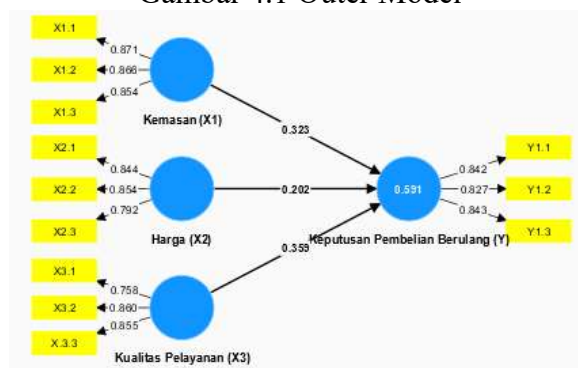 Gambar 4.1 Outer Model
X1.1
0.871
X1.2
0.866
0.854
X1.3
Kemasan (X1)
0.323
X2.1
0.844
X2.2
0.854
0.792
X2.3
Harga (X2)
0.202
X3.1
0.758
X3.2
0.860
0.855
X.3.3
Kualitas Pelayanan (X3)
0.359
0.591
Keputusan Pembelian Berulang (Y)
0.842
Y1.1
0.827
Y1.2
0.843
Y1.3